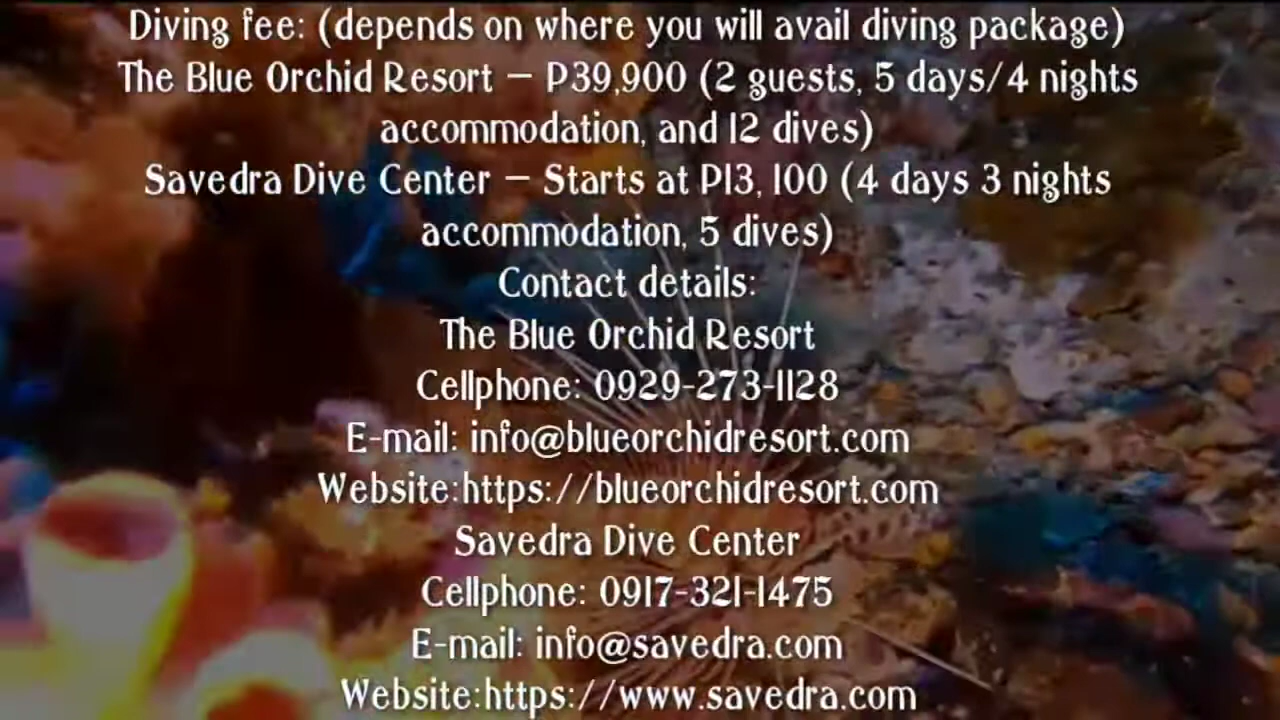 Diving fee: (depends on where you will avail diving package)
The Blue Orchid Resort – P39,900 (2 guests, 5 days/4 nights
accommodation, and 12 dives)
Savedra Dive Center – Starts at P13, 100 (4 days 3 nights
accommodation, 5 dives)
Contact details:
The Blue Orchid Resort
Cellphone: 0929-273-1128
E-mail: info@blueorchidresort.com
Website:https://blueorchidresort.com
Savedra Dive Center
Cellphone: 0917-321-1475
E-mail: info@savedra.com
Website:https://www.savedra.com